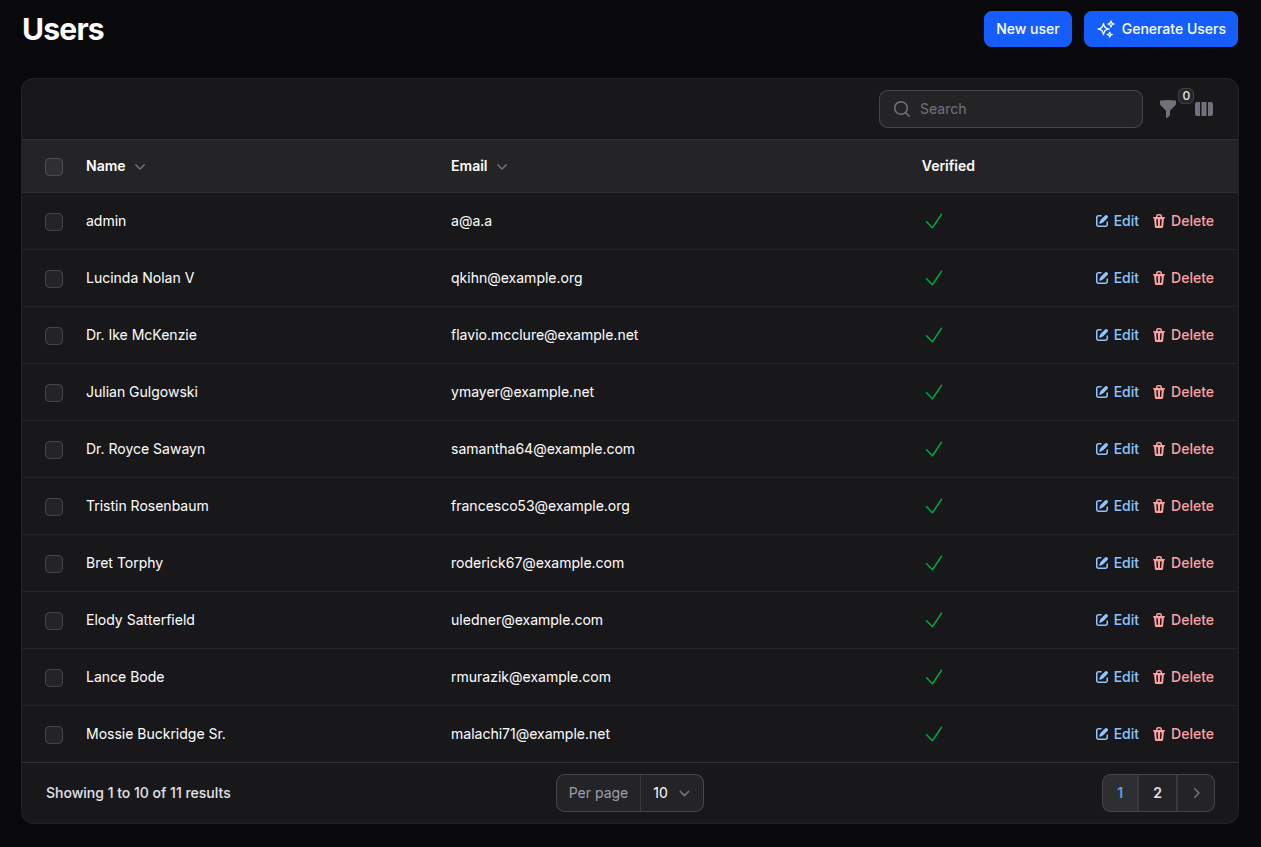 Users
New user
Generate Users
Search
0
Name Email Verified
admin a@a.a Edit Delete
Lucinda Nolan V qkihn@example.org Edit Delete
Dr. Ike McKenzie flavio.mcclure@example.net Edit Delete
Julian Gulgowski ymayer@example.net Edit Delete
Dr. Royce Sawayn samantha64@example.com Edit Delete
Tristin Rosenbaum francesco53@example.org Edit Delete
Bret Torphy roderick67@example.com Edit Delete
Elody Satterfield uledner@example.com Edit Delete
Lance Bode rmurazik@example.com Edit Delete
Mossie Buckridge Sr. malachi71@example.net Edit Delete
Showing 1 to 10 of 11 results Per page 10 1 2